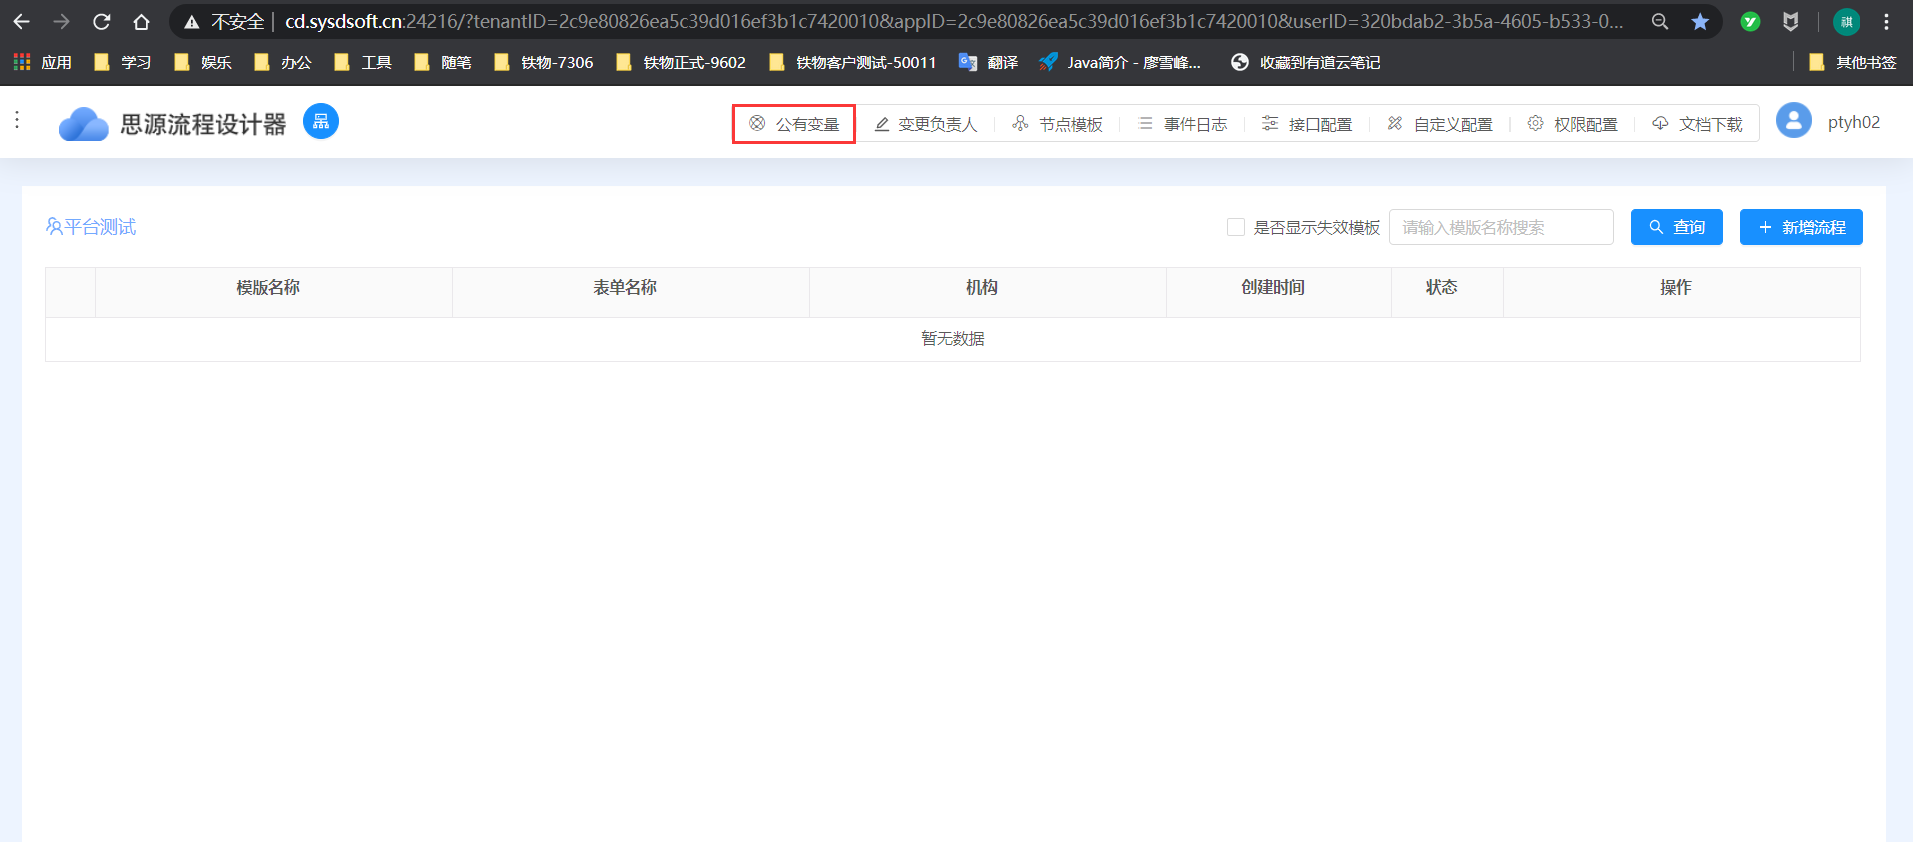 不安全 | cd.sysdsoft.cn:24216/?tenantID=2c9e80826ea5c39d016ef3b1c7420010&appID=2c9e80826ea5c39d016ef3b1c7420010&userID=320bdab2-3b5a-4605-b533-0... 祺
应用 学习 娱乐 办公 工具 随笔 铁物-7306 铁物正式-9602 铁物客户测试-50011 翻译 Java简介 - 廖雪峰... 收藏到有道云笔记 其他书签
思源流程设计器 公有变量 变更负责人 节点模板 事件日志 接口配置 自定义配置 权限配置 文档下载 ptyh02
平台测试 是否显示失效模板 请输入模版名称搜索 查询 新增流程
模版名称 表单名称 机构 创建时间 状态 操作
暂无数据